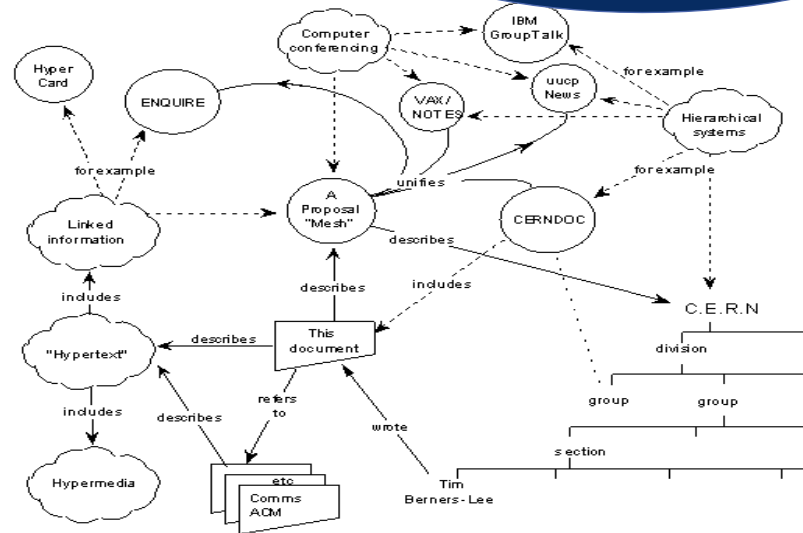 IBM
GroupTalk
Computer
conferencing
Hyper
Card
ENQUIRE
VAX/
NOTES
uucp
News
for example
Hierarchical
systems
for example
for example
unifies
A
Proposal
"Mesh"
CERNDOC
Linked
information
describes
includes
includes
describes
C.E.R.N
This
document
describes
"Hypertext"
division
includes
describes
refers
to
wrote
group
group
section
Hypermedia
etc
Comms
ACM
Tim
Berners-Lee